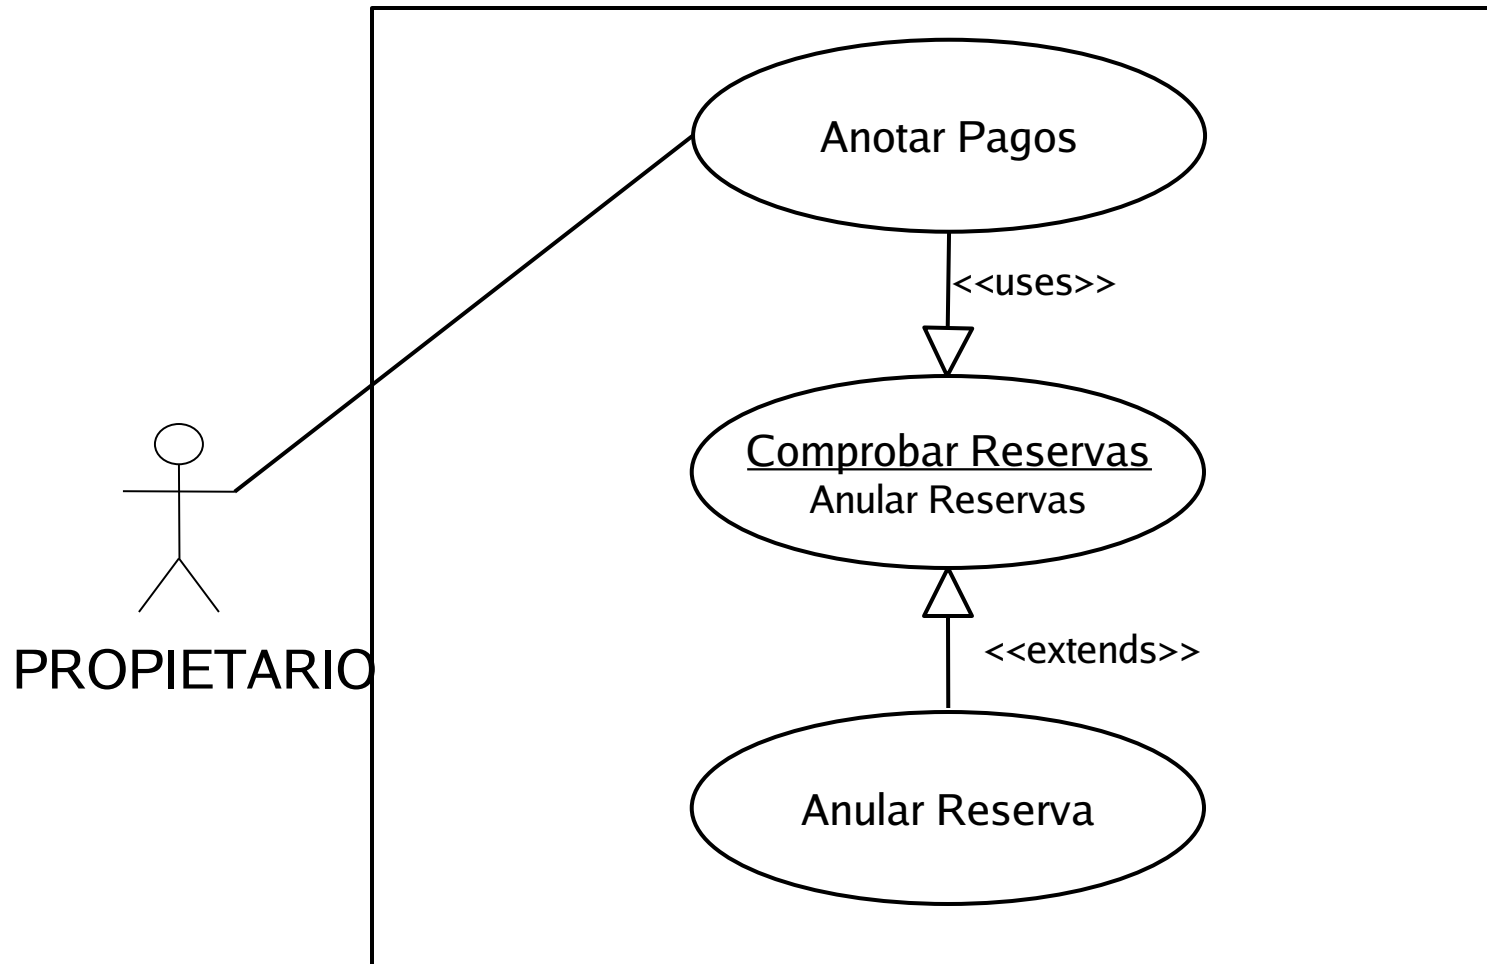 Anotar Pagos
<<uses>>
Comprobar Reservas
Anular Reservas
PROPIETARIO
<<extends>>
Anular Reserva